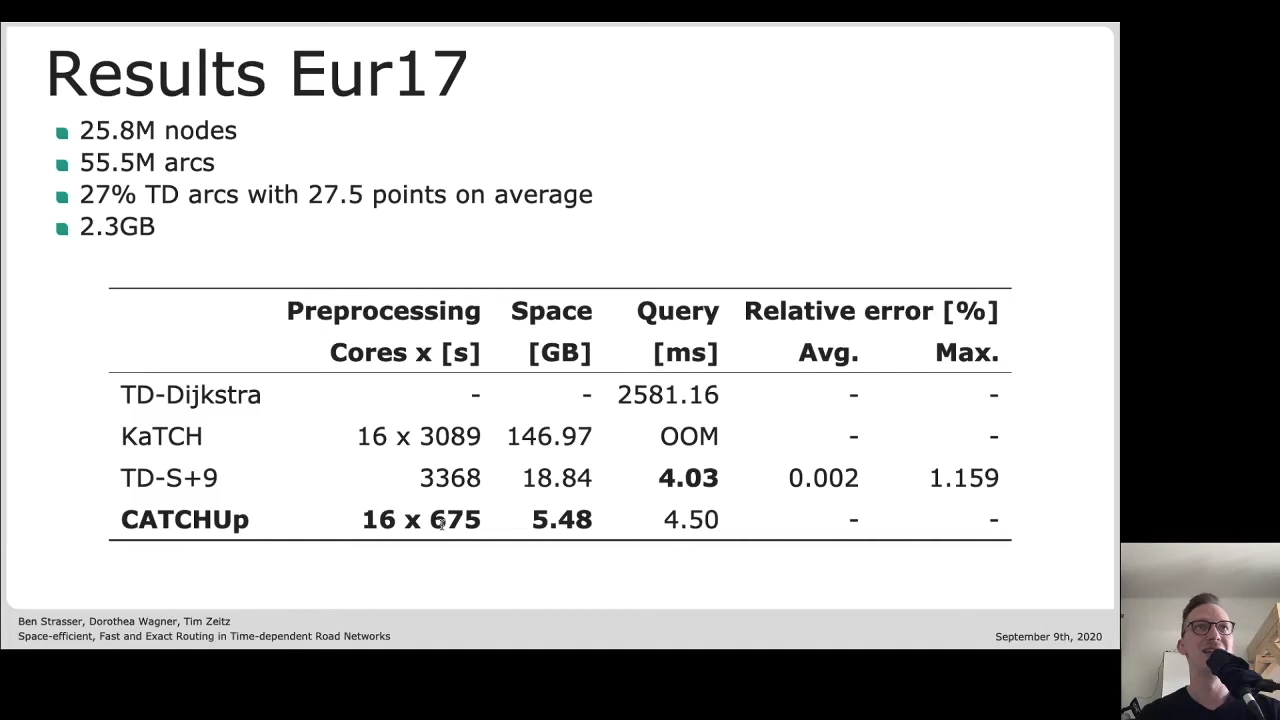 Results Eur17
25.8M nodes
55.5M arcs
27% TD arcs with 27.5 points on average
2.3GB
Preprocessing Space Query Relative error [%]
Cores x [s] [GB] [ms] Avg. Max.
TD-Dijkstra - - 2581.16 - -
KaTCH 16 x 3089 146.97 OOM - -
TD-S+9 3368 18.84 4.03 0.002 1.159
CATCHUp 16 x 675 5.48 4.50 - -
Ben Strasser, Dorothea Wagner, Tim Zeitz
Space-efficient, Fast and Exact Routing in Time-dependent Road Networks
September 9th, 2020